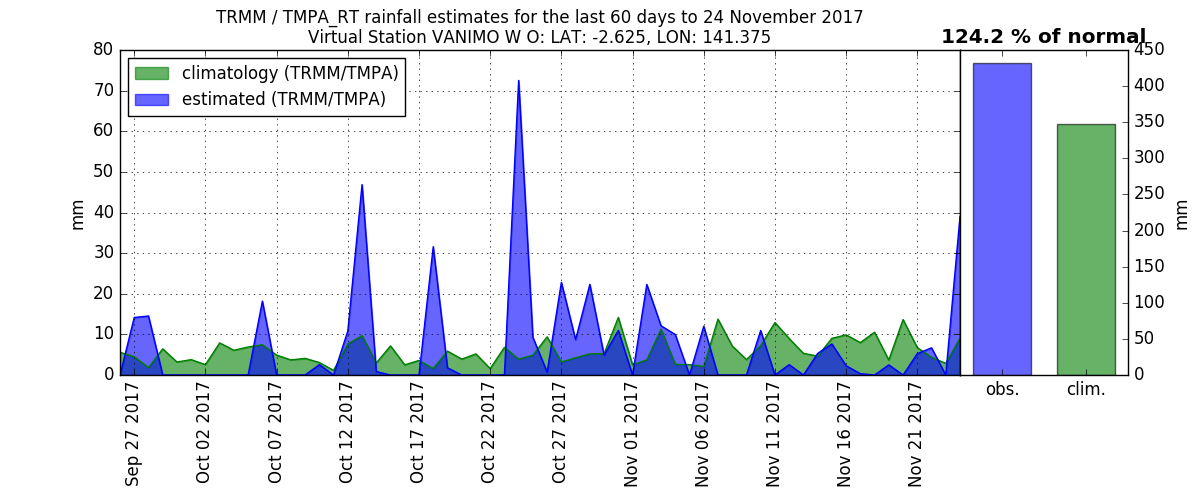 TRMM / TMPA_RT rainfall estimates for the last 60 days to 24 November 2017
Virtual Station VANIMO W O: LAT: -2.625, LON: 141.375
124.2 % of normal
climatology (TRMM/TMPA)
estimated (TRMM/TMPA)
80
70
60
50
40
30
20
10
0
mm
Sep 27 2017
Oct 02 2017
Oct 07 2017
Oct 12 2017
Oct 17 2017
Oct 22 2017
Oct 27 2017
Nov 01 2017
Nov 06 2017
Nov 11 2017
Nov 16 2017
Nov 21 2017
obs.
clim.
450
400
350
300
250
200
150
100
50
0
mm